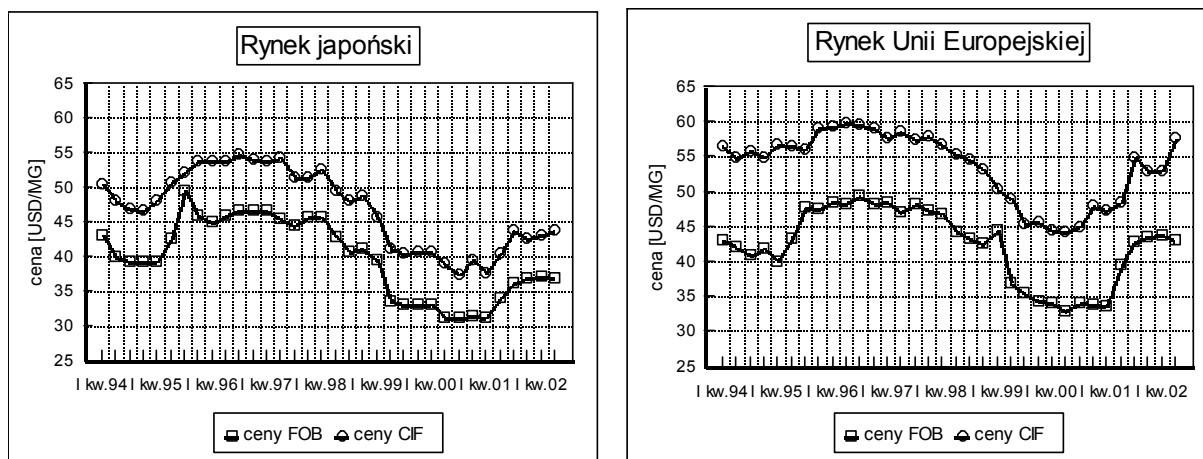 Rynek japoński
cena [USD/MG]
65
60
55
50
45
40
35
30
25
I kw.94 I kw.95 I kw.96 I kw.97 I kw.98 I kw.99 I kw.00 I kw.01 I kw.02
ceny FOB ceny CIF
Rynek Unii Europejskiej
cena [USD/MG]
65
60
55
50
45
40
35
30
25
I kw.94 I kw.95 I kw.96 I kw.97 I kw.98 I kw.99 I kw.00 I kw.01 I kw.02
ceny FOB ceny CIF